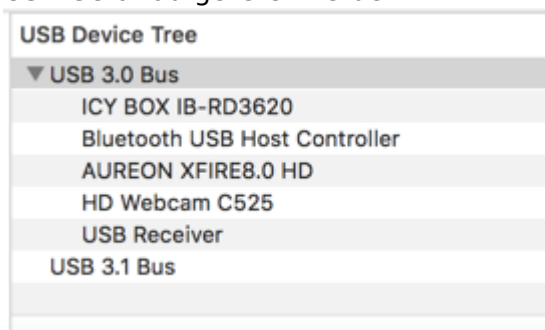 USB Device Tree
USB 3.0 Bus
ICY BOX IB-RD3620
Bluetooth USB Host Controller
AUREON XFIRE8.0 HD
HD Webcam C525
USB Receiver
USB 3.1 Bus